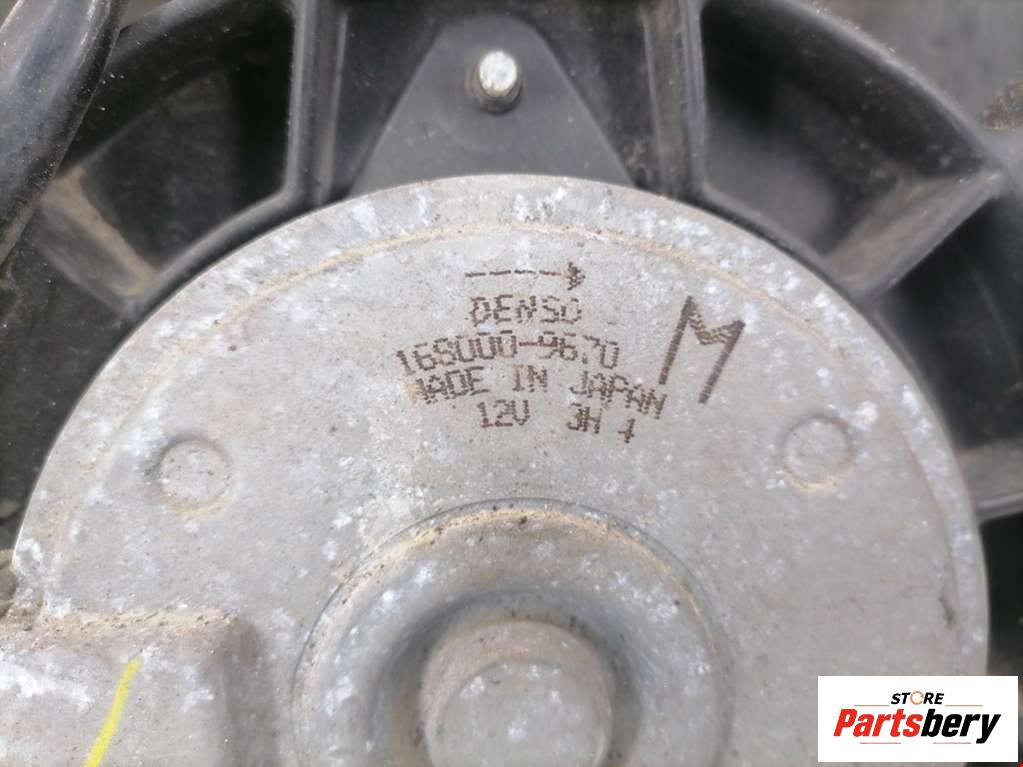 DENSO
168000-9670
MADE IN JAPAN
12V 3H +
M
STORE
Partsbery